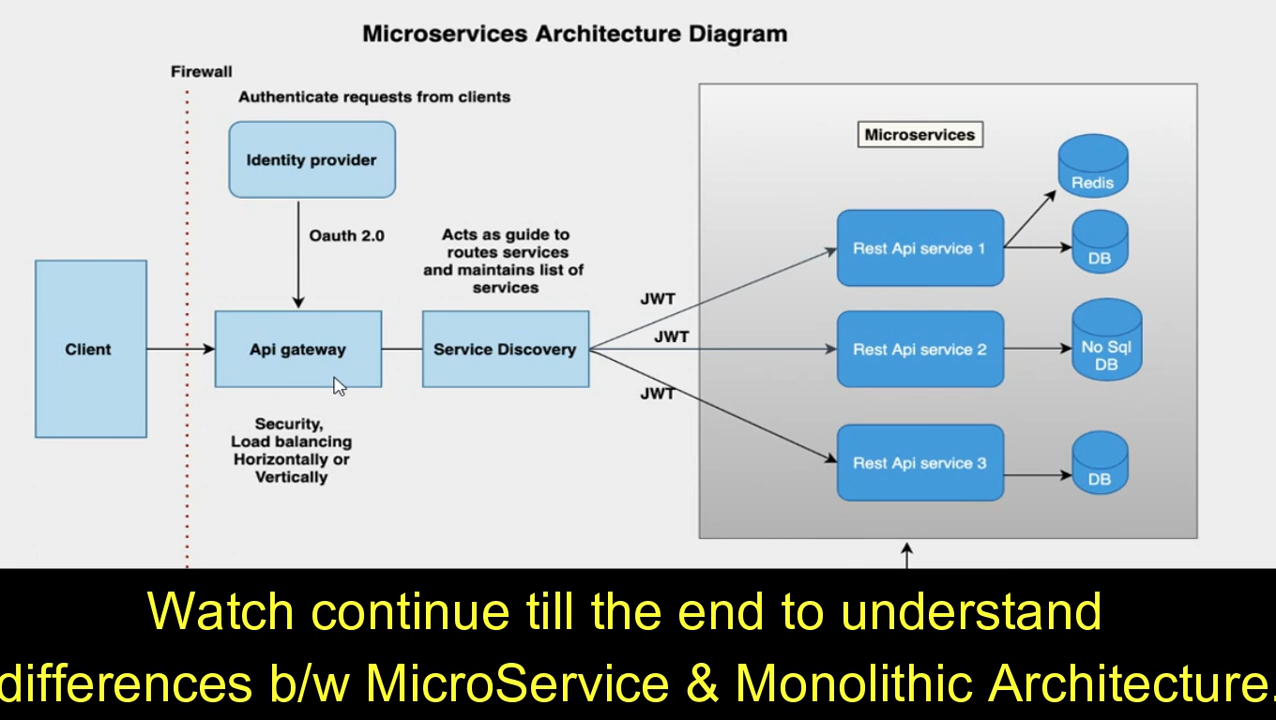 Microservices Architecture Diagram
Firewall
Authenticate requests from clients
Identity provider
Oauth 2.0
Acts as guide to
routes services
and maintains list of
services
Client
Api gateway
Service Discovery
Security,
Load balancing
Horizontally or
Vertically
JWT
JWT
JWT
Microservices
Redis
Rest Api service 1
DB
Rest Api service 2
No Sql
DB
Rest Api service 3
DB
Watch continue till the end to understand
differences b/w MicroService & Monolithic Architecture.